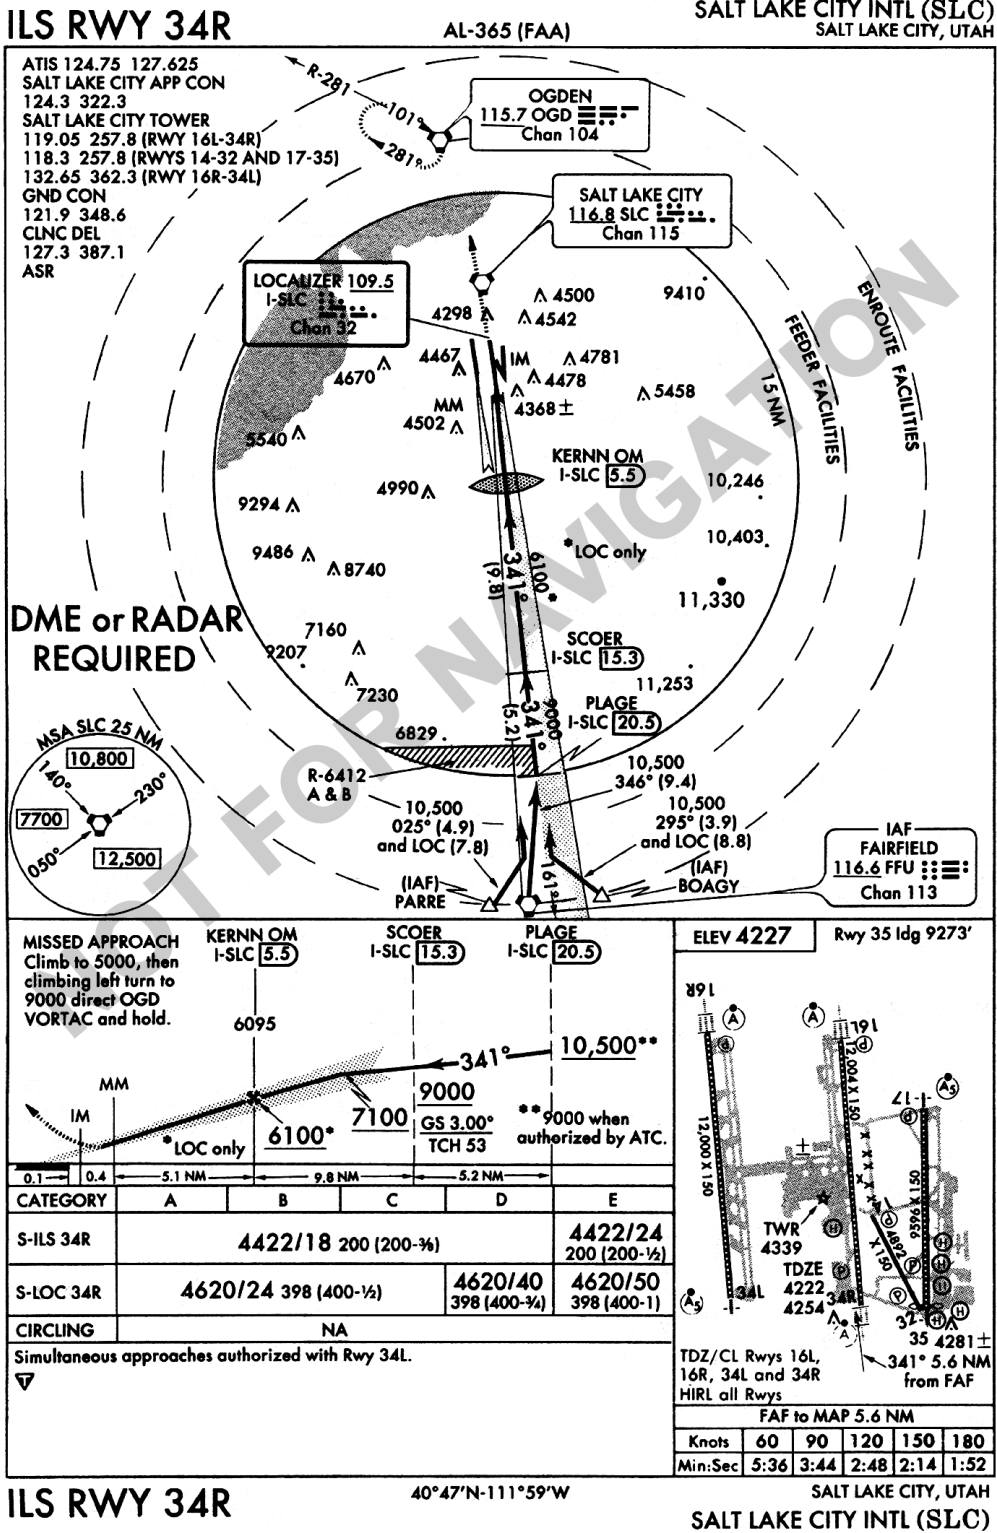 ILS RWY 34R
AL-365 (FAA)
SALT LAKE CITY INTL (SLC)
SALT LAKE CITY, UTAH
ATIS 124.75 127.625
SALT LAKE CITY APP CON
124.3 322.3
SALT LAKE CITY TOWER
119.05 257.8 (RWY 16L-34R)
118.3 257.8 (RWYS 14-32 AND 17-35)
132.65 362.3 (RWY 16R-34L)
GND CON
121.9 348.6
CLNC DEL
127.3 387.1
ASR
R-281
101°
281°
OGDEN
115.7 OGD
Chan 104
SALT LAKE CITY
116.8 SLC
Chan 115
LOCALIZER 109.5
I-SLC
Chan 32
ENROUTE FACILITIES
FEEDER FACILITIES
15 NM
NOT FOR NAVIGATION
4298
4500
4542
9410
4467
IM
4781
4670
4478
5458
4368±
MM
4502
5540
KERNN OM
I-SLC 5.5
4990
10,246
9294
10,403
*LOC only
9486
8740
341°
(9.8)
6100*
11,330
DME or RADAR
REQUIRED
7160
9207
SCOER
I-SLC 15.3
7230
11,253
PLAGE
I-SLC 20.5
341°
(5.2)
9000
6829
R-6412
A & B
10,500
346° (9.4)
10,500
025° (4.9)
and LOC (7.8)
10,500
295° (3.9)
and LOC (8.8)
(IAF)
PARRE
161°
(IAF)
BOAGY
IAF
FAIRFIELD
116.6 FFU
Chan 113
MSA SLC 25 NM
10,800
140°
230°
7700
050°
12,500
MISSED APPROACH
Climb to 5000, then
climbing left turn to
9000 direct OGD
VORTAC and hold.
KERNN OM
I-SLC 5.5
SCOER
I-SLC 15.3
PLAGE
I-SLC 20.5
6095
341°
10,500**
MM
IM
9000
7100
GS 3.00°
TCH 53
**9000 when
authorized by ATC.
*LOC only
6100*
0.1
0.4
5.1 NM
9.8 NM
5.2 NM
CATEGORY A B C D E
S-ILS 34R 4422/18 200 (200-⅜) 4422/24
200 (200-½)
S-LOC 34R 4620/24 398 (400-½) 4620/40
398 (400-¾) 4620/50
398 (400-1)
CIRCLING NA
Simultaneous approaches authorized with Rwy 34L.
T
ELEV 4227
Rwy 35 ldg 9273'
16R
A
A
16L
P
P
12,004 X 150
A5
17
P
12,000 X 150
±
9596 X 150
TWR
4339
H
P
4892 X 150
H
P
H
TDZE
4222
P
H
4254
34R
34L
P
A5
A
32
H
H
35
4281±
341° 5.6 NM
from FAF
TDZ/CL Rwys 16L,
16R, 34L and 34R
HIRL all Rwys
FAF to MAP 5.6 NM
Knots 60 90 120 150 180
Min:Sec 5:36 3:44 2:48 2:14 1:52
ILS RWY 34R
40°47'N-111°59'W
SALT LAKE CITY, UTAH
SALT LAKE CITY INTL (SLC)